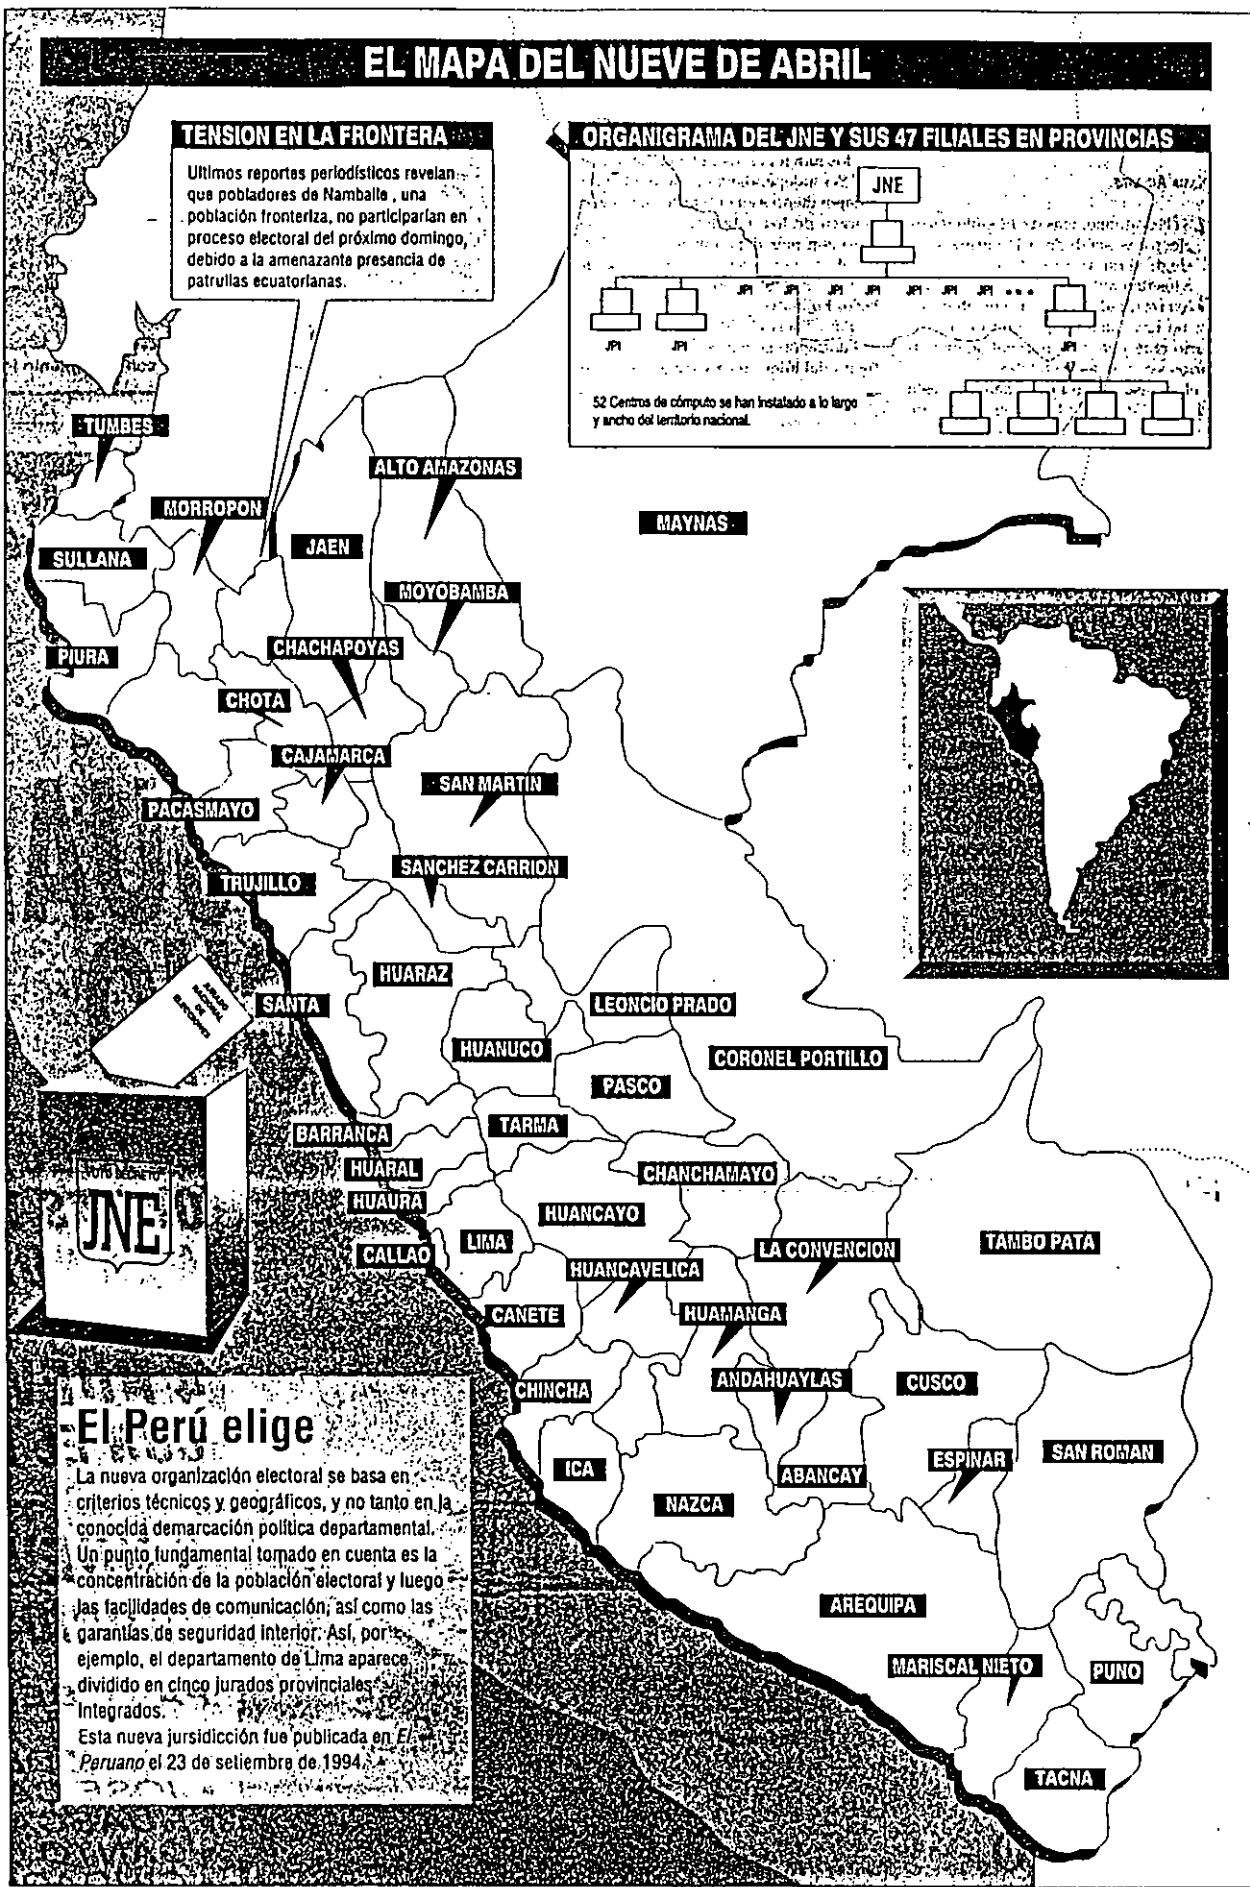 EL MAPA DEL NUEVE DE ABRIL
TENSION EN LA FRONTERA
Ultimos reportes periodísticos revelan
que pobladores de Namballe, una
población fronteriza, no participarían en
proceso electoral del próximo domingo,
debido a la amenazante presencia de
patrullas ecuatorianas.
ORGANIGRAMA DEL JNE Y SUS 47 FILIALES EN PROVINCIAS
JNE
JPI JPI JPI JPI JPI JPI JPI
JPI JPI JPI
47
52 Centros de cómputo se han instalado a lo largo
y ancho del territorio nacional.
TUMBES
ALTO AMAZONAS
MORROPON
MAYNAS
SULLANA
JAEN
MOYOBAMBA
PIURA
CHACHAPOYAS
CHOTA
CAJAMARCA
SAN MARTIN
PACASMAYO
SANCHEZ CARRION
TRUJILLO
HUARAZ
SANTA
LEONCIO PRADO
HUANUCO
CORONEL PORTILLO
PASCO
BARRANCA
TARMA
HUARAL
CHANCHAMAYO
HUAURA
HUANCAYO
CALLAO
LIMA
LA CONVENCION
TAMBO PATA
HUANCAVELICA
CAÑETE
HUAMANGA
CHINCHA
ANDAHUAYLAS
CUSCO
ICA
ABANCAY
ESPINAR
SAN ROMAN
NAZCA
AREQUIPA
MARISCAL NIETO
PUNO
TACNA
JURADO
NACIONAL
DE
ELECCIONES
VOTO SECRETO
JNE
El Perú elige
La nueva organización electoral se basa en
criterios técnicos y geográficos, y no tanto en la
conocida demarcación política departamental.
Un punto fundamental tomado en cuenta es la
concentración de la población electoral y luego
las facilidades de comunicación, así como las
garantías de seguridad interior. Así, por
ejemplo, el departamento de Lima aparece
dividido en cinco jurados provinciales
Integrados.
Esta nueva jursidicción fue publicada en El
Peruano el 23 de setiembre de 1994.